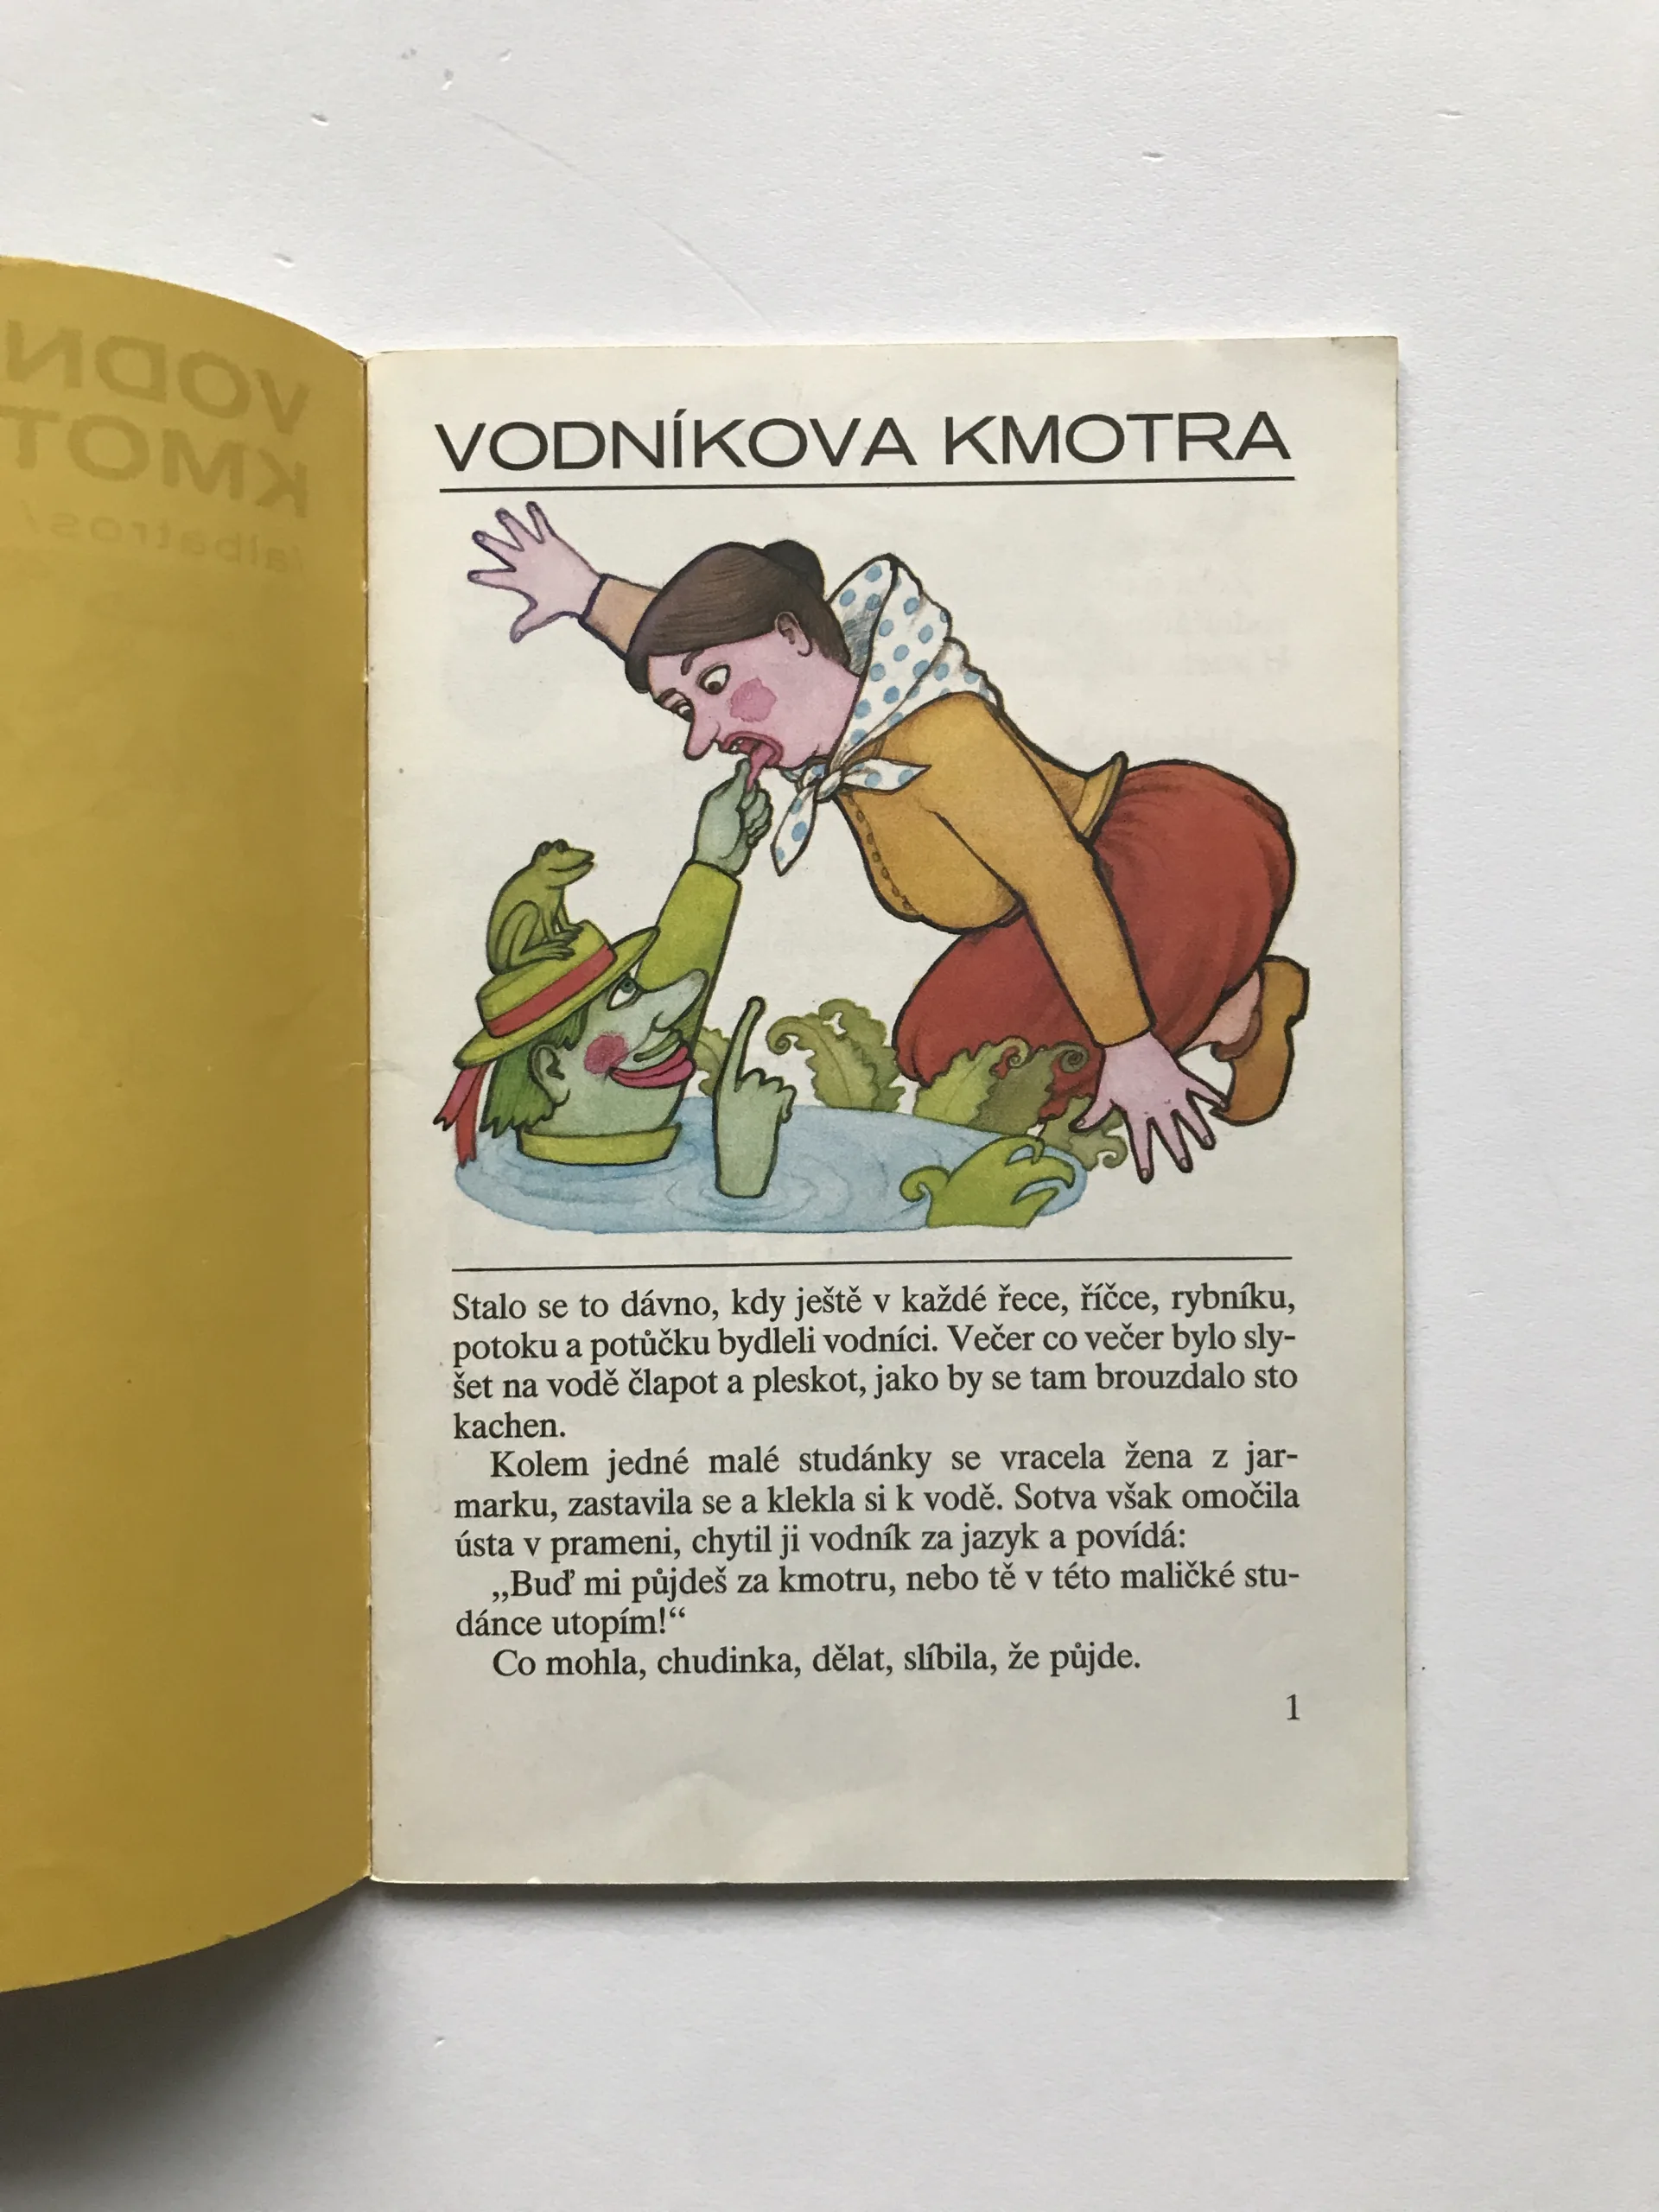 VODN
KMOT
/albatros/
VODNÍKOVA KMOTRA
Stalo se to dávno, kdy ještě v každé řece, říčce, rybníku,
potoku a potůčku bydleli vodníci. Večer co večer bylo sly-
šet na vodě člapot a pleskot, jako by se tam brouzdalo sto
kachen.
Kolem jedné malé studánky se vracela žena z jar-
marku, zastavila se a klekla si k vodě. Sotva však omočila
ústa v prameni, chytil ji vodník za jazyk a povídá:
„Buď mi půjdeš za kmotru, nebo tě v této maličké stu-
dánce utopím!“
Co mohla, chudinka, dělat, slíbila, že půjde.
1